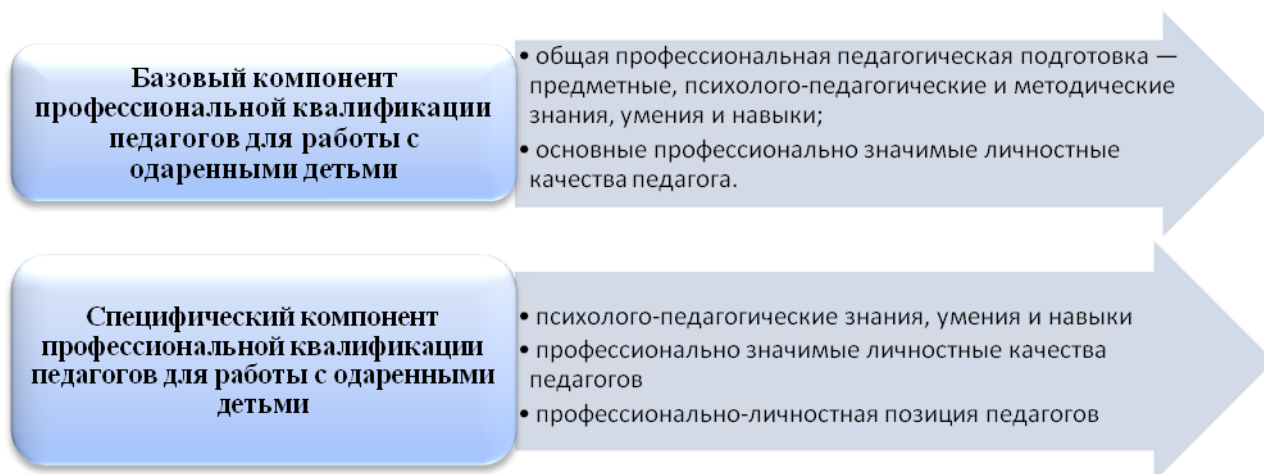 Базовый компонент
профессиональной квалификации
педагогов для работы с
одаренными детьми
• общая профессиональная педагогическая подготовка —
предметные, психолого-педагогические и методические
знания, умения и навыки;
• основные профессионально значимые личностные
качества педагога.
Специфический компонент
профессиональной квалификации
педагогов для работы с одаренными
детьми
• психолого-педагогические знания, умения и навыки
• профессионально значимые личностные качества
педагогов
• профессионально-личностная позиция педагогов